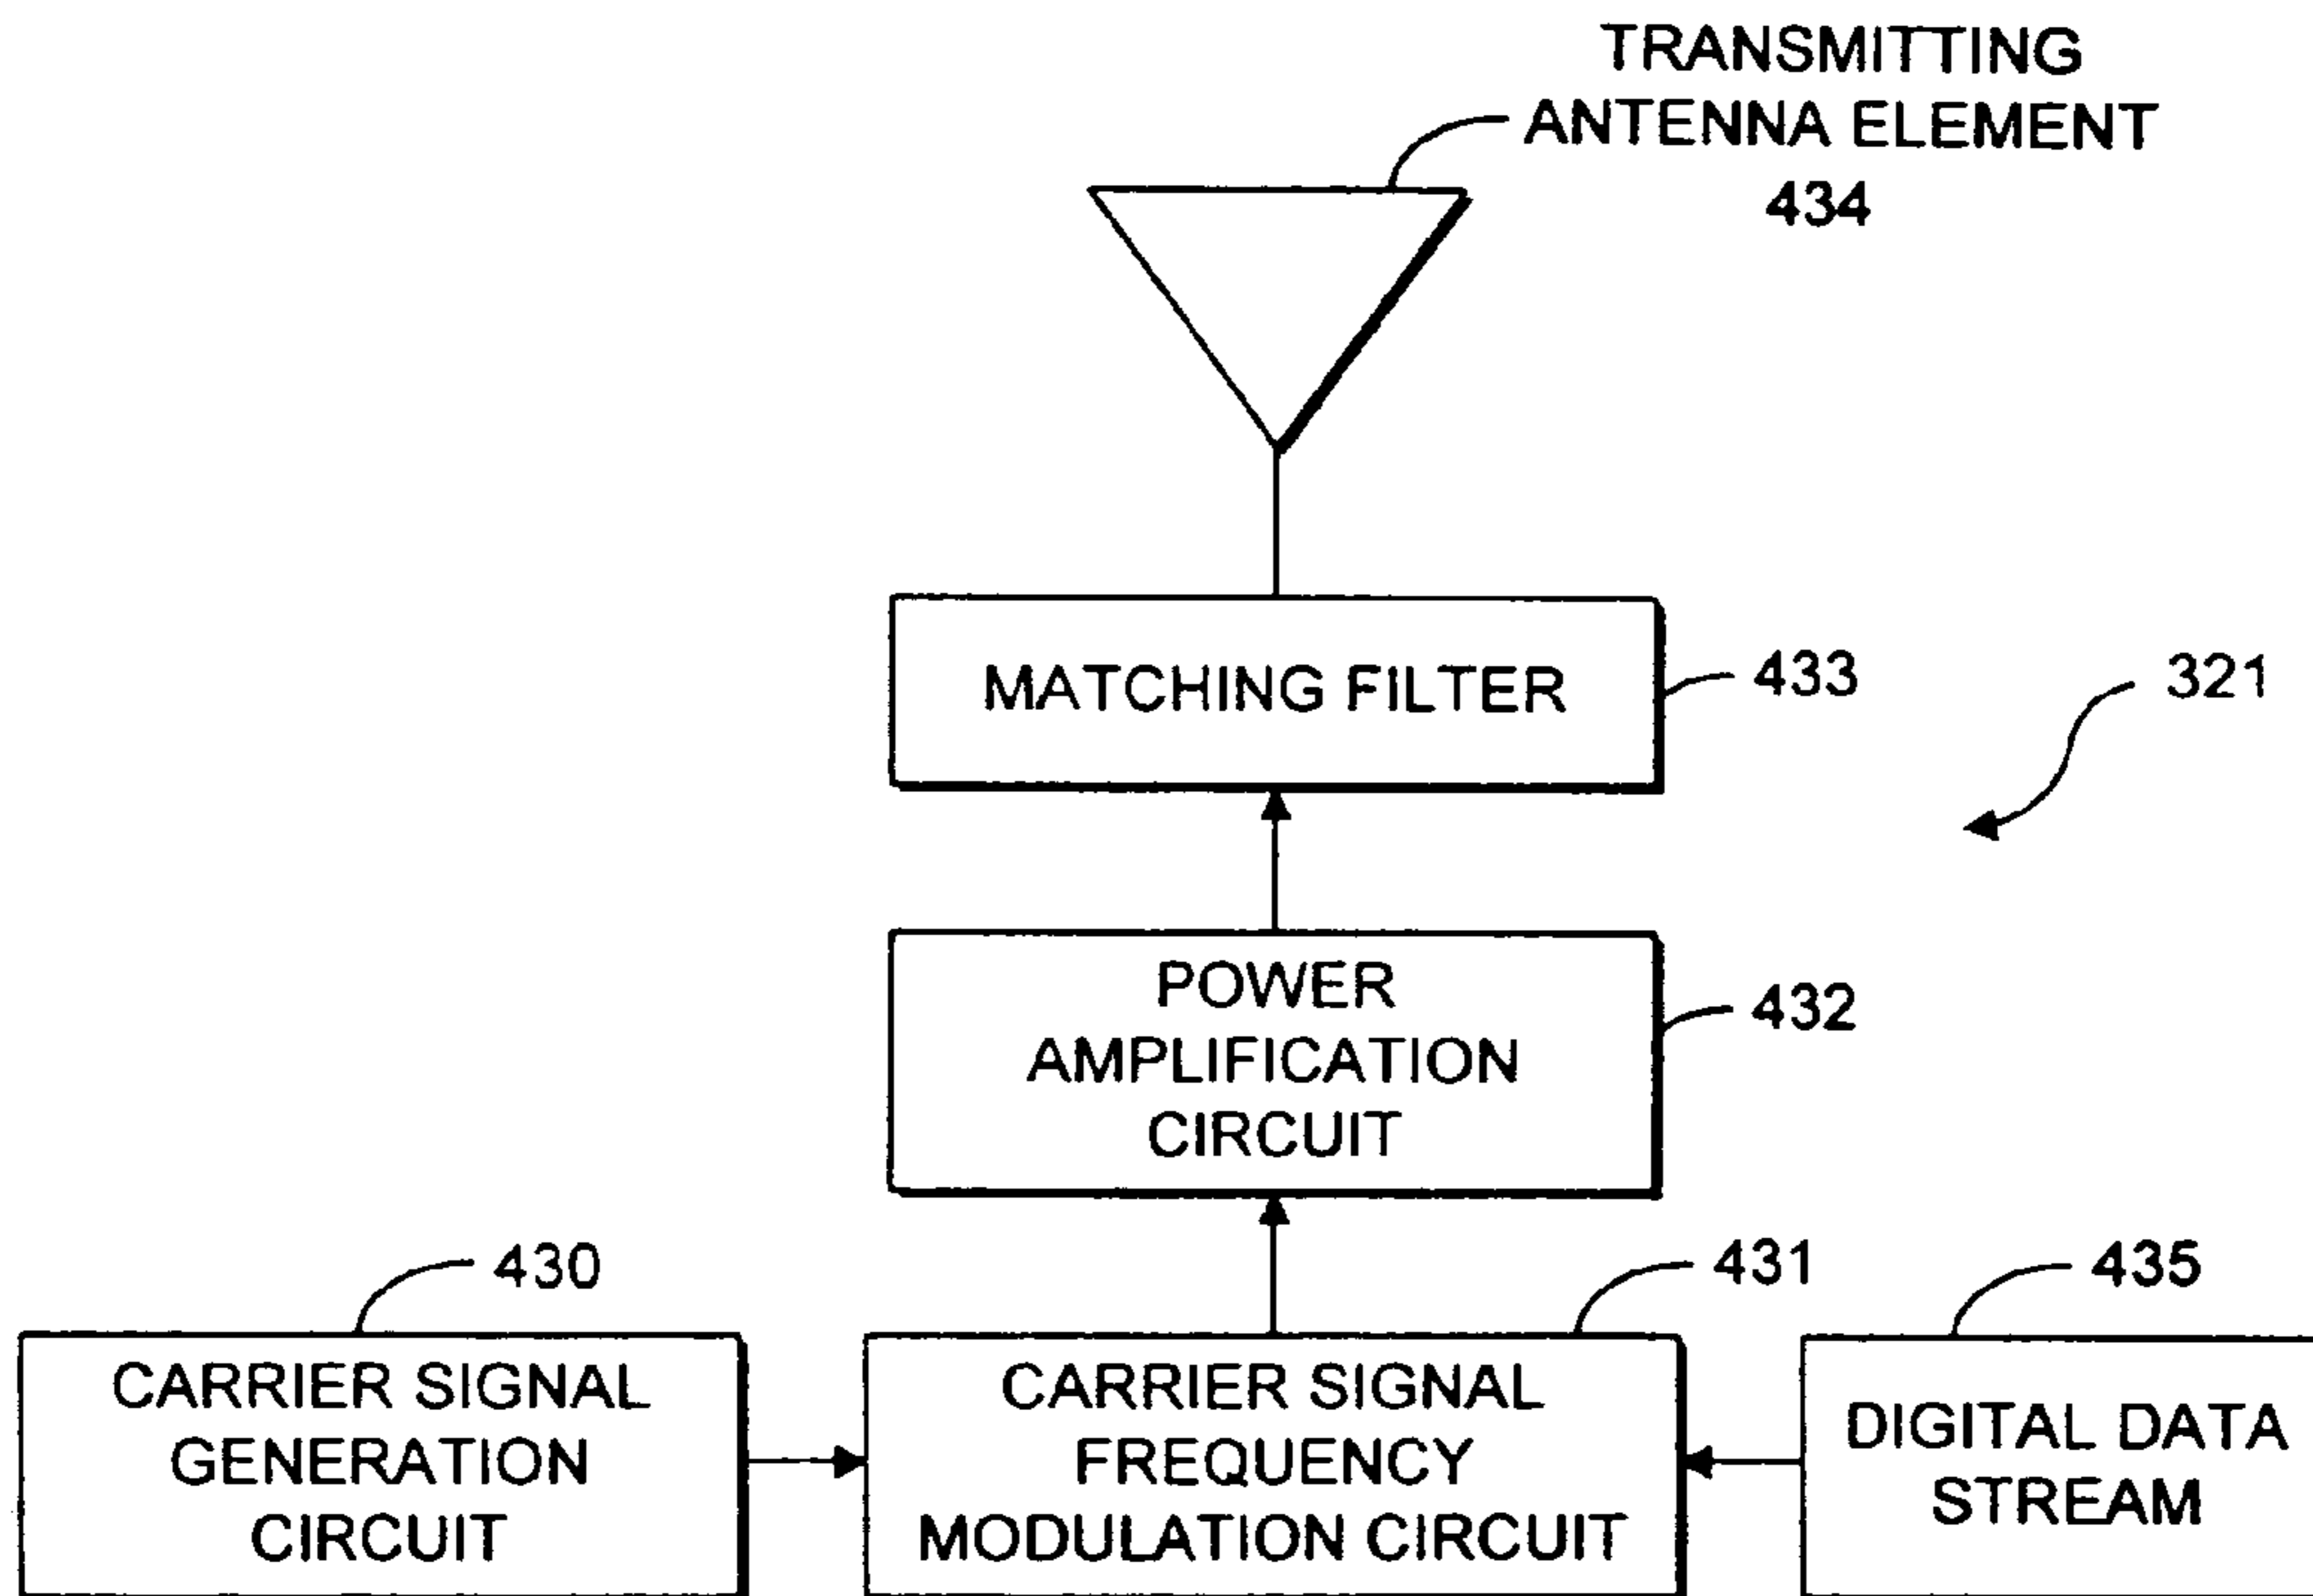 TRANSMITTING
ANTENNA ELEMENT
434
MATCHING FILTER
433
321
POWER
AMPLIFICATION
CIRCUIT
432
430
431
435
CARRIER SIGNAL
GENERATION
CIRCUIT
CARRIER SIGNAL
FREQUENCY
MODULATION CIRCUIT
DIGITAL DATA
STREAM